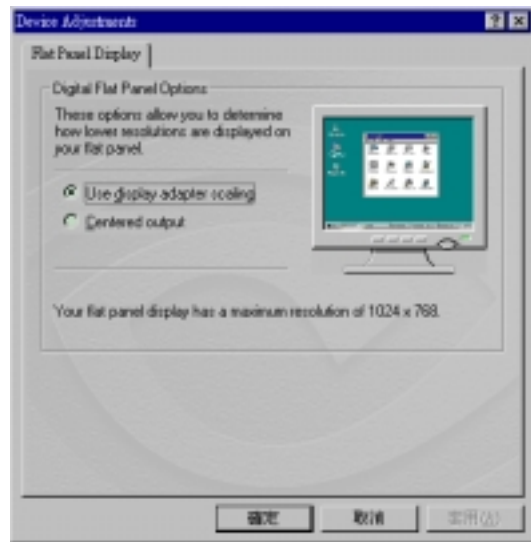 Device Adjustments
Flat Panel Display
Digital Flat Panel Options
These options allow you to determine
how lower resolutions are displayed on
your flat panel.
Use display adapter scaling
Centered output
Your flat panel display has a maximum resolution of 1024 x 768.
確定
取消
套用(A)